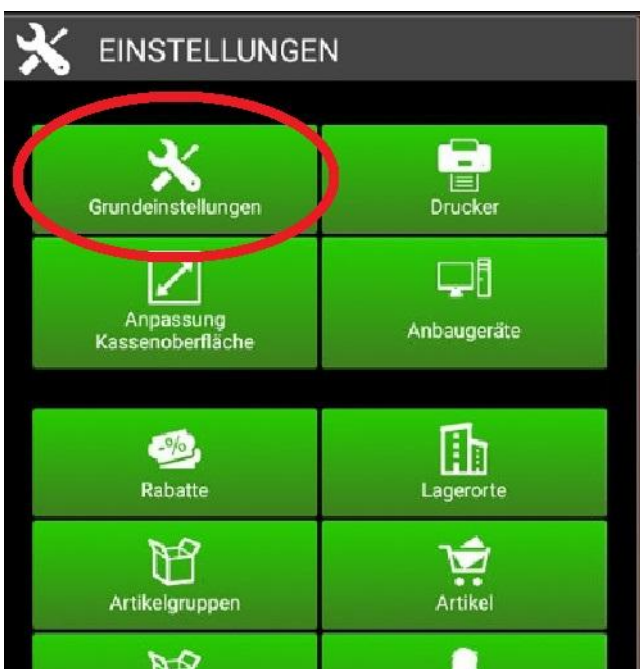 EINSTELLUNGEN
Grundeinstellungen
Drucker
Anpassung
Kassenoberfläche
Anbaugeräte
-%
Rabatte
Lagerorte
Artikelgruppen
Artikel